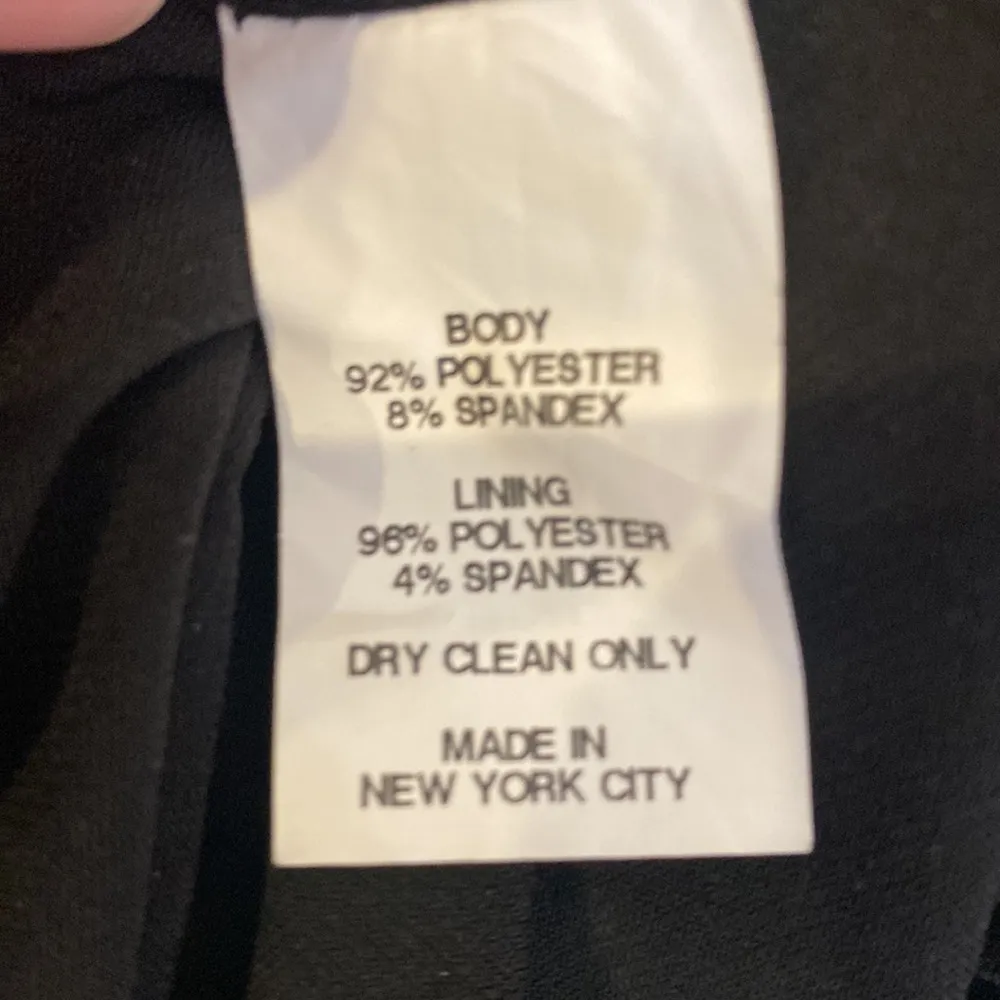 BODY
92% POLYESTER
8% SPANDEX
LINING
96% POLYESTER
4% SPANDEX
DRY CLEAN ONLY
MADE IN
NEW YORK CITY